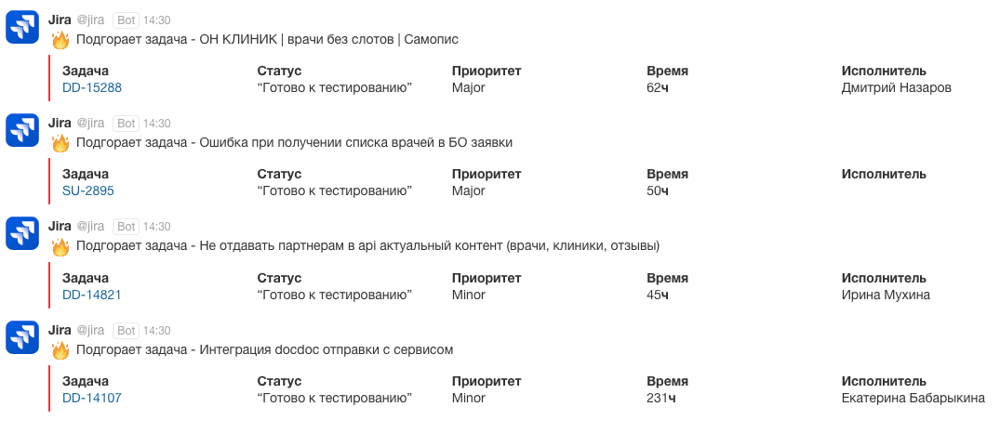 Jira @jira Bot 14:30
Подгорает задача - ОН КЛИНИК | врачи без слотов | Самопис
Задача Статус Приоритет Время Исполнитель
DD-15288 “Готово к тестированию” Major 62ч Дмитрий Назаров
Jira @jira Bot 14:30
Подгорает задача - Ошибка при получении списка врачей в БО заявки
Задача Статус Приоритет Время Исполнитель
SU-2895 “Готово к тестированию” Major 50ч
Jira @jira Bot 14:30
Подгорает задача - Не отдавать партнерам в api актуальный контент (врачи, клиники, отзывы)
Задача Статус Приоритет Время Исполнитель
DD-14821 “Готово к тестированию” Minor 45ч Ирина Мухина
Jira @jira Bot 14:30
Подгорает задача - Интеграция docdoc отправки с сервисом
Задача Статус Приоритет Время Исполнитель
DD-14107 “Готово к тестированию” Minor 231ч Екатерина Бабарыкина